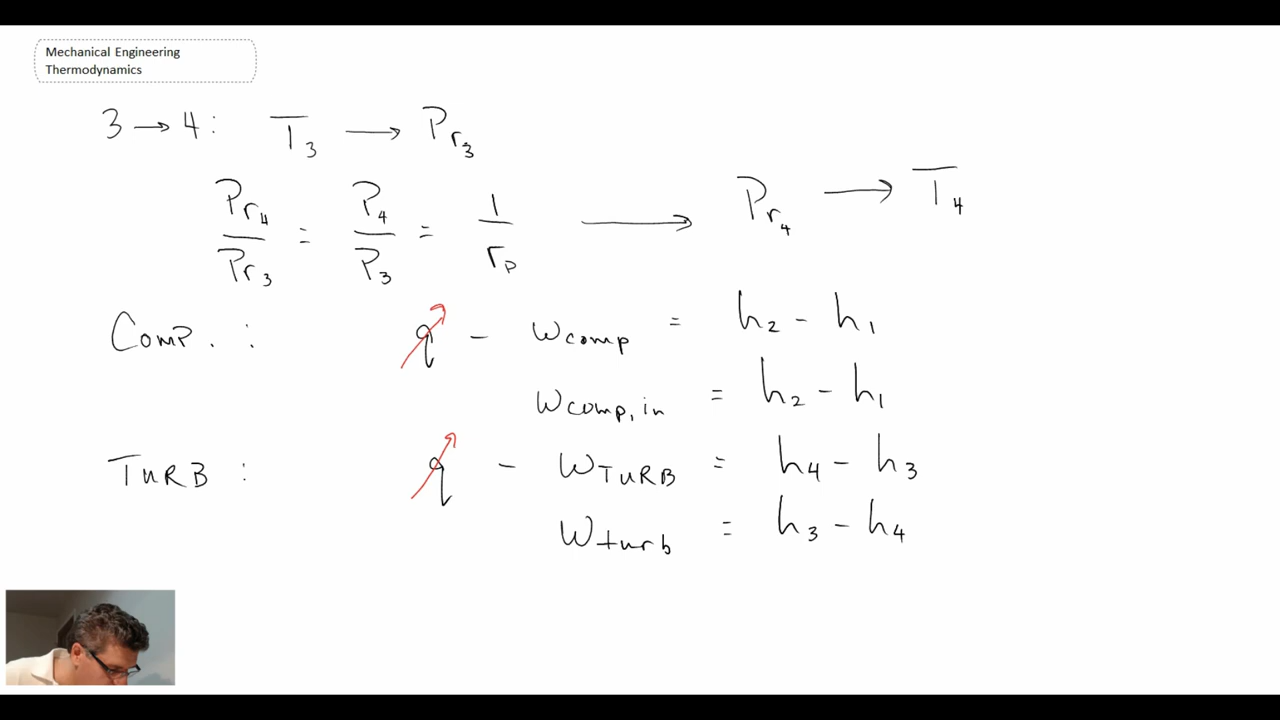 Mechanical Engineering
Thermodynamics
3 → 4: T₃ → Pr₃
Pr₄/Pr₃ = P₄/P₃ = 1/rₚ → Pr₄ → T₄
Comp.: q - wcomp = h₂ - h₁
wcomp,in = h₂ - h₁
TURB: q - wTURB = h₄ - h₃
wturb = h₃ - h₄